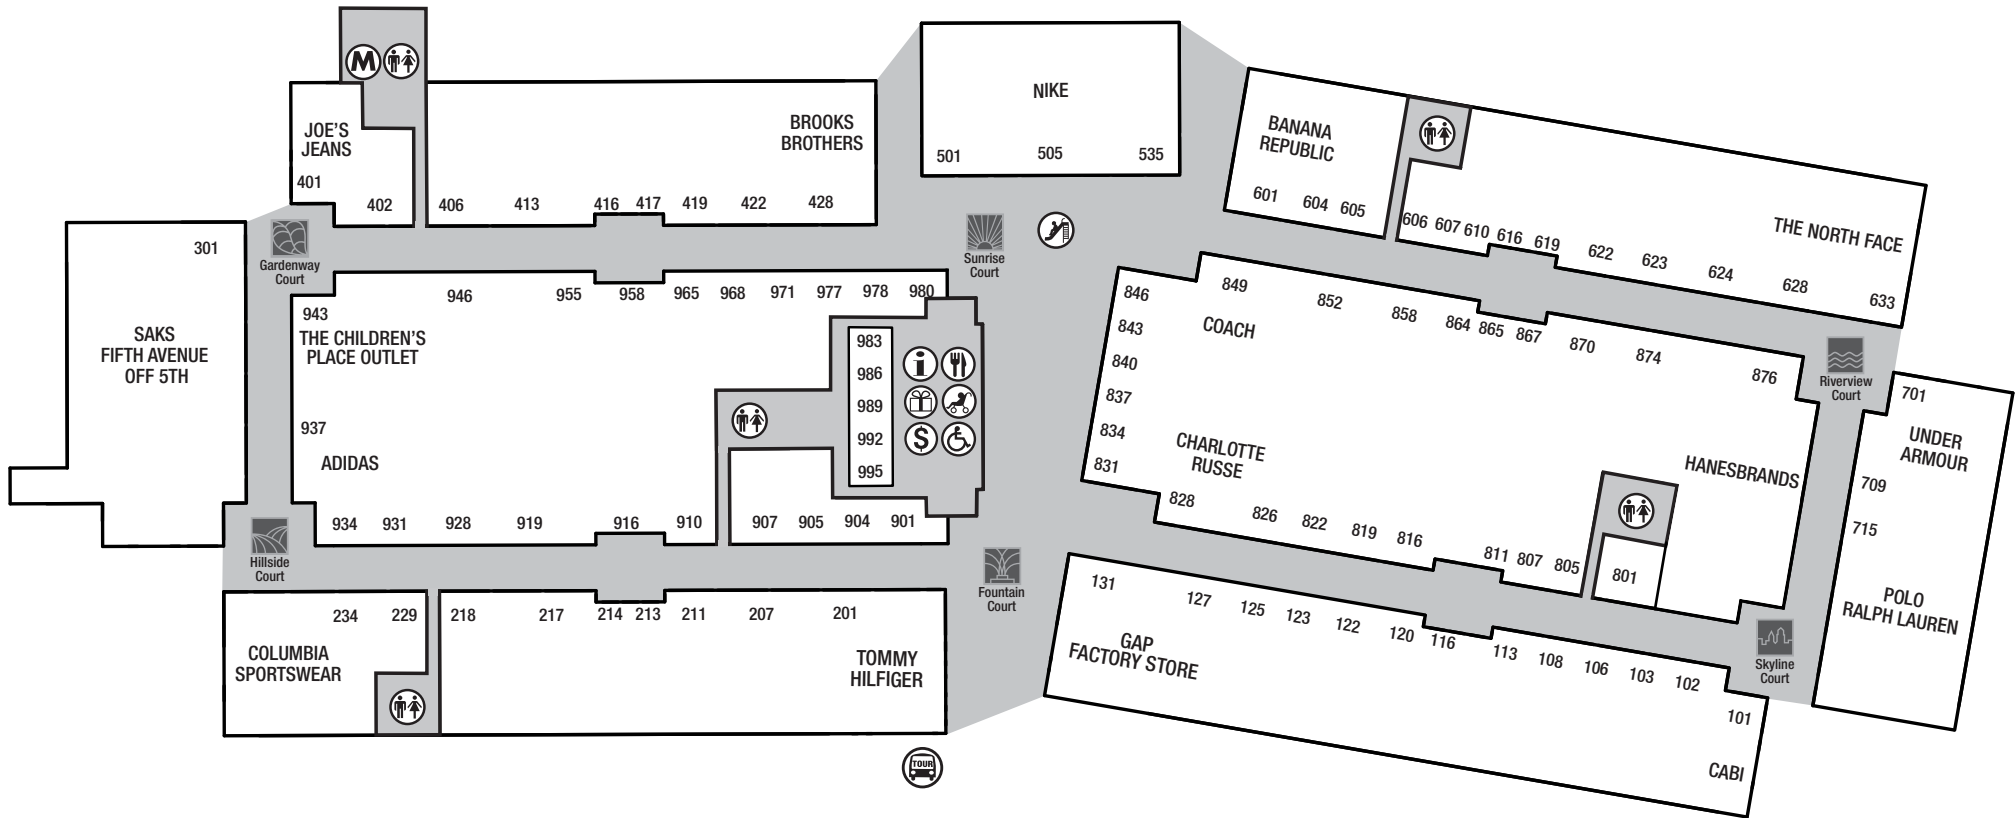 M
JOE'S
JEANS
401
402
406
413
416
417
419
422
428
BROOKS
BROTHERS
NIKE
501
505
535
BANANA
REPUBLIC
601
604
605
606
607
610
616
619
622
623
624
628
633
THE NORTH FACE
301
SAKS
FIFTH AVENUE
OFF 5TH
Gardenway
Court
Sunrise
Court
943
946
955
958
965
968
971
977
978
980
THE CHILDREN'S
PLACE OUTLET
937
ADIDAS
983
986
989
992
995
i
$
934
931
928
919
916
910
907
905
904
901
846
849
852
858
864
865
867
870
874
876
COACH
843
840
837
834
831
CHARLOTTE
RUSSE
HANESBRANDS
828
826
822
819
816
811
807
805
801
Riverview
Court
701
UNDER
ARMOUR
709
715
POLO
RALPH LAUREN
Hillside
Court
Fountain
Court
Skyline
Court
234
229
218
217
214
213
211
207
201
COLUMBIA
SPORTSWEAR
TOMMY
HILFIGER
131
127
125
123
122
120
116
113
108
106
103
102
101
GAP
FACTORY STORE
CABI
TOUR